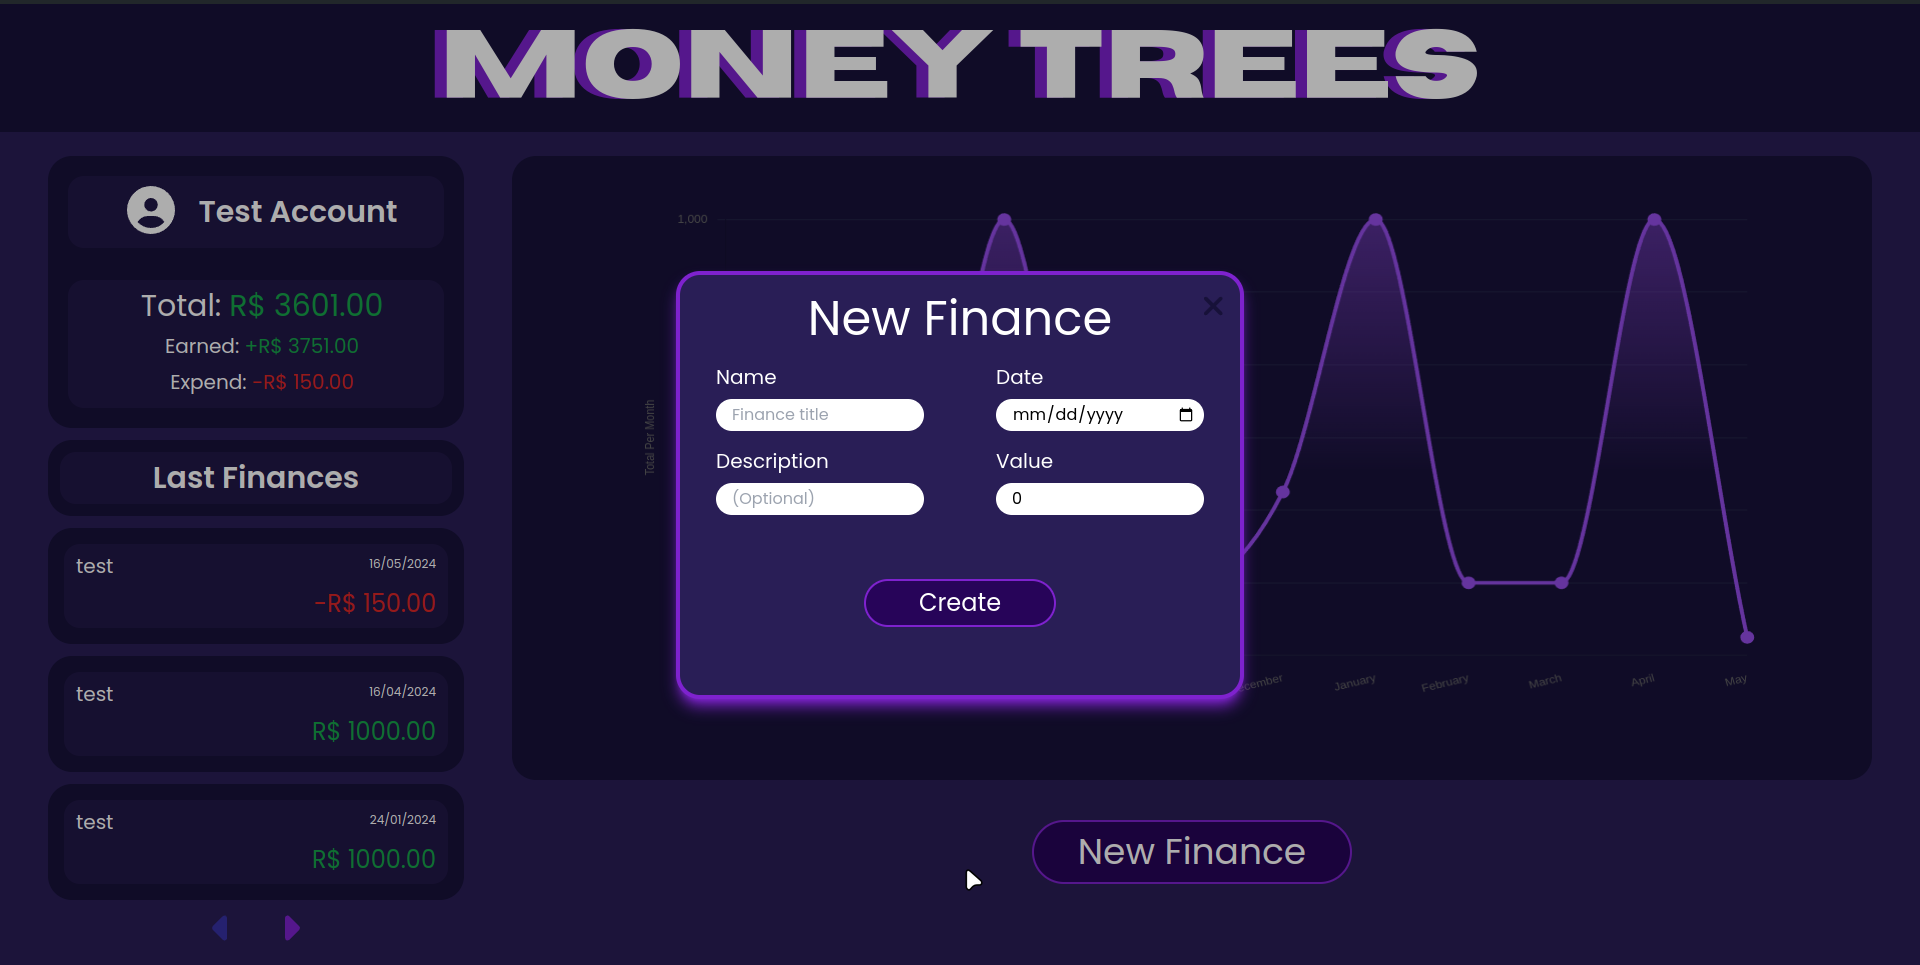 MONEY TREES
Test Account
Total: R$ 3601.00
Earned: +R$ 3751.00
Expend: -R$ 150.00
Last Finances
test
16/05/2024
-R$ 150.00
test
16/04/2024
R$ 1000.00
test
24/01/2024
R$ 1000.00
1,000
Total Per Month
cember
January
February
March
April
May
New Finance
Name
Date
Finance title
mm/dd/yyyy
Description
Value
(Optional)
0
Create
New Finance